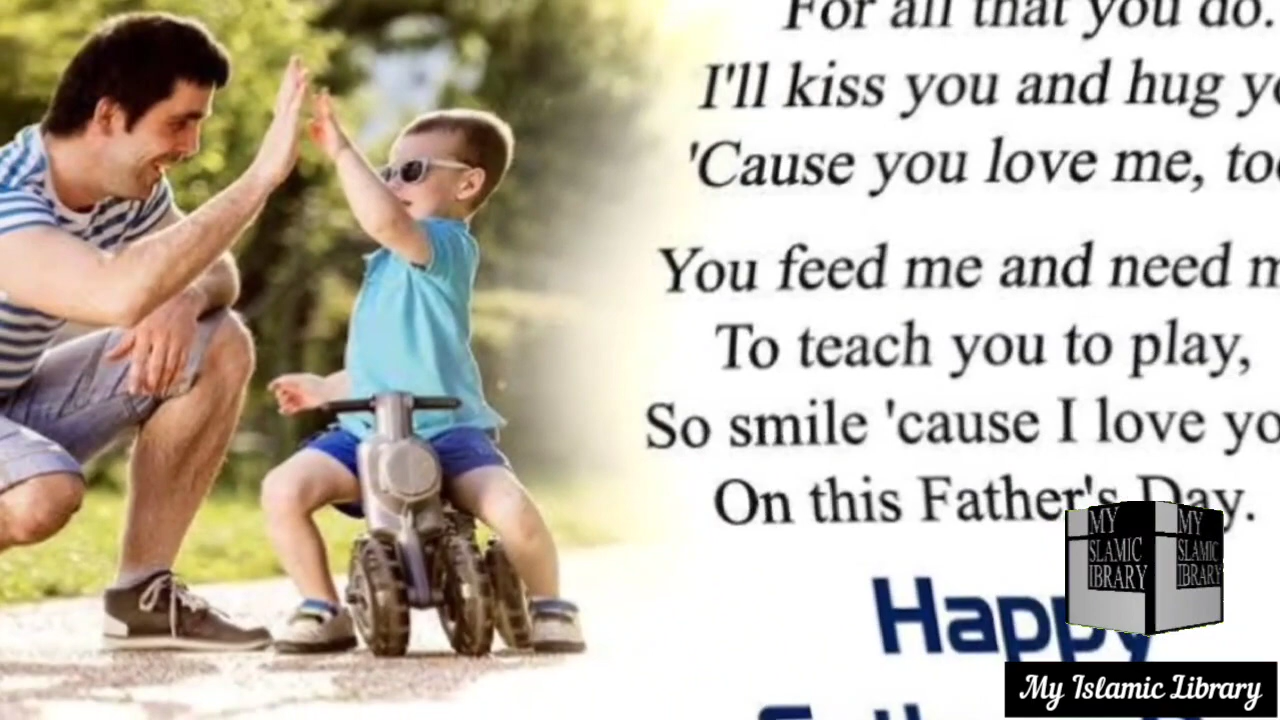 For all that you do.
I'll kiss you and hug
'Cause you love me,
You feed me and need
To teach you to play,
So smile 'cause I love
On this Father's Day.
Happy
MY
SLAMIC
IBRARY
MY
SLAMIC
IBRARY
My Islamic Library